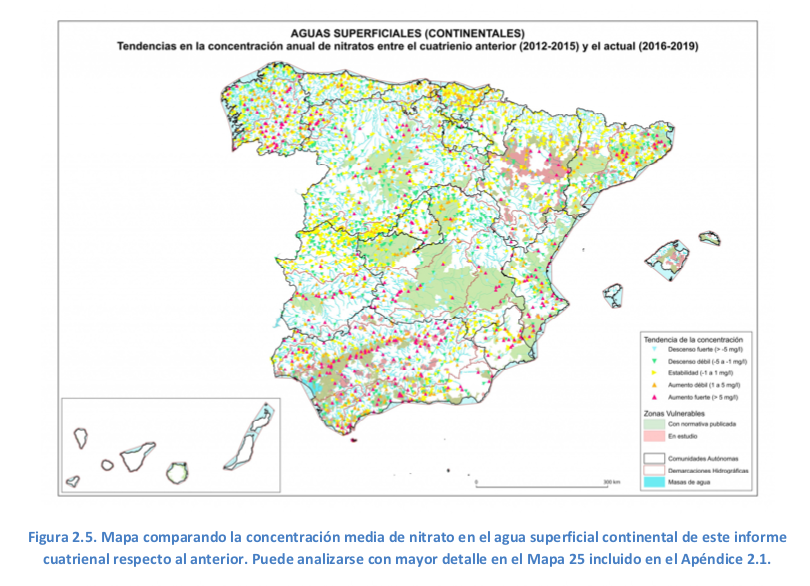 AGUAS SUPERFICIALES (CONTINENTALES)
Tendencias en la concentración anual de nitratos entre el cuatrienio anterior (2012-2015) y el actual (2016-2019)
Tendencia de la concentración
Descenso fuerte (> -5 mg/l)
Descenso débil (-5 a -1 mg/l)
Estabilidad (-1 a 1 mg/l)
Aumento débil (1 a 5 mg/l)
Aumento fuerte (> 5 mg/l)
Zonas Vulnerables
Con normativa publicada
En estudio
Comunidades Autónomas
Demarcaciones Hidrográficas
Masas de agua
0 300 km
Figura 2.5. Mapa comparando la concentración media de nitrato en el agua superficial continental de este informe
cuatrienal respecto al anterior. Puede analizarse con mayor detalle en el Mapa 25 incluido en el Apéndice 2.1.